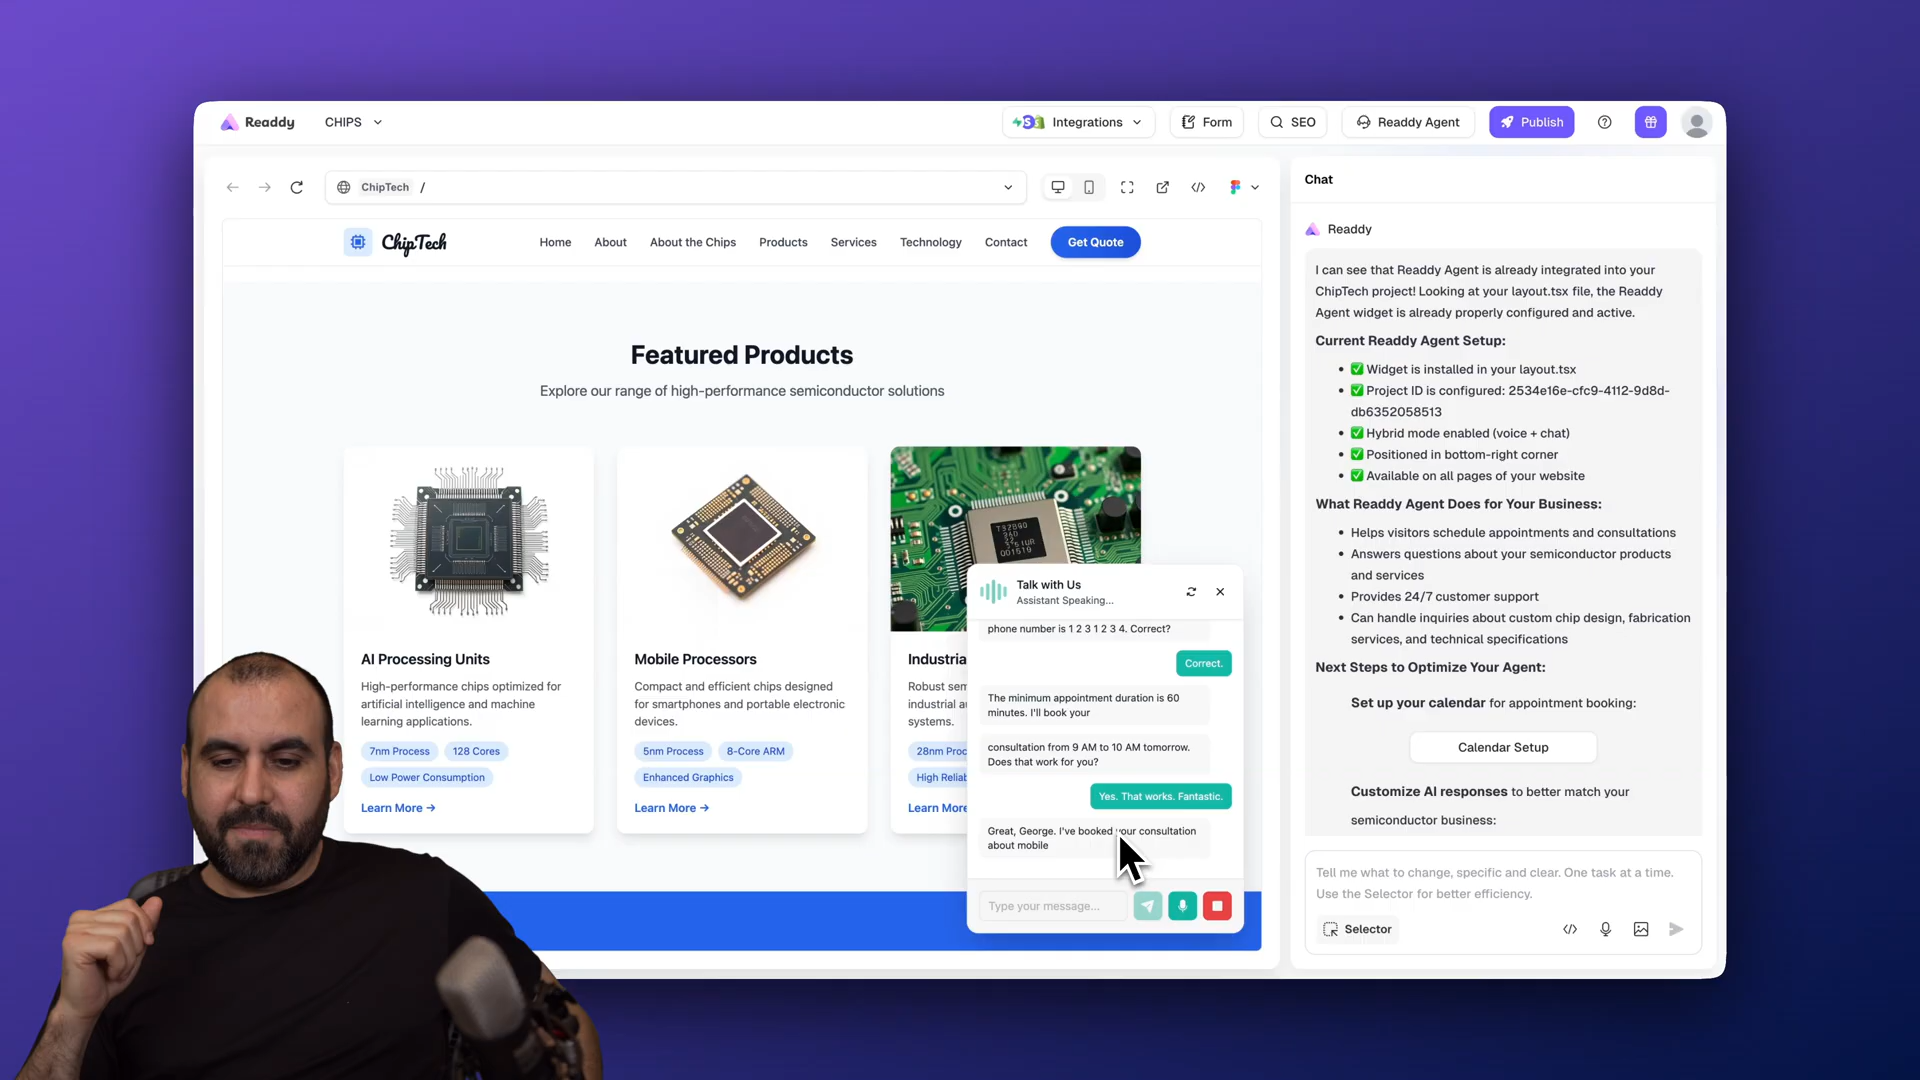 Readdy
CHIPS
Integrations
Form
SEO
Readdy Agent
Publish
ChipTech /
ChipTech
Home
About
About the Chips
Products
Services
Technology
Contact
Get Quote
Featured Products
Explore our range of high-performance semiconductor solutions
AI Processing Units
High-performance chips optimized for
artificial intelligence and machine
learning applications.
7nm Process
128 Cores
Low Power Consumption
Learn More →
Mobile Processors
Compact and efficient chips designed
for smartphones and portable electronic
devices.
5nm Process
8-Core ARM
Enhanced Graphics
Learn More →
Industria
Robust sem
industrial au
systems.
28nm Proc
High Reliab
Learn More
Talk with Us
Assistant Speaking...
phone number is 1 2 3 1 2 3 4. Correct?
Correct.
The minimum appointment duration is 60
minutes. I'll book your
consultation from 9 AM to 10 AM tomorrow.
Does that work for you?
Yes. That works. Fantastic.
Great, George. I've booked your consultation
about mobile
Type your message...
Chat
Readdy
I can see that Readdy Agent is already integrated into your
ChipTech project! Looking at your layout.tsx file, the Readdy
Agent widget is already properly configured and active.
Current Readdy Agent Setup:
• ✅ Widget is installed in your layout.tsx
• ✅ Project ID is configured: 2534e16e-cfc9-4112-9d8d-
db6352058513
• ✅ Hybrid mode enabled (voice + chat)
• ✅ Positioned in bottom-right corner
• ✅ Available on all pages of your website
What Readdy Agent Does for Your Business:
• Helps visitors schedule appointments and consultations
• Answers questions about your semiconductor products
and services
• Provides 24/7 customer support
• Can handle inquiries about custom chip design, fabrication
services, and technical specifications
Next Steps to Optimize Your Agent:
Set up your calendar for appointment booking:
Calendar Setup
Customize AI responses to better match your
semiconductor business:
Tell me what to change, specific and clear. One task at a time.
Use the Selector for better efficiency.
Selector